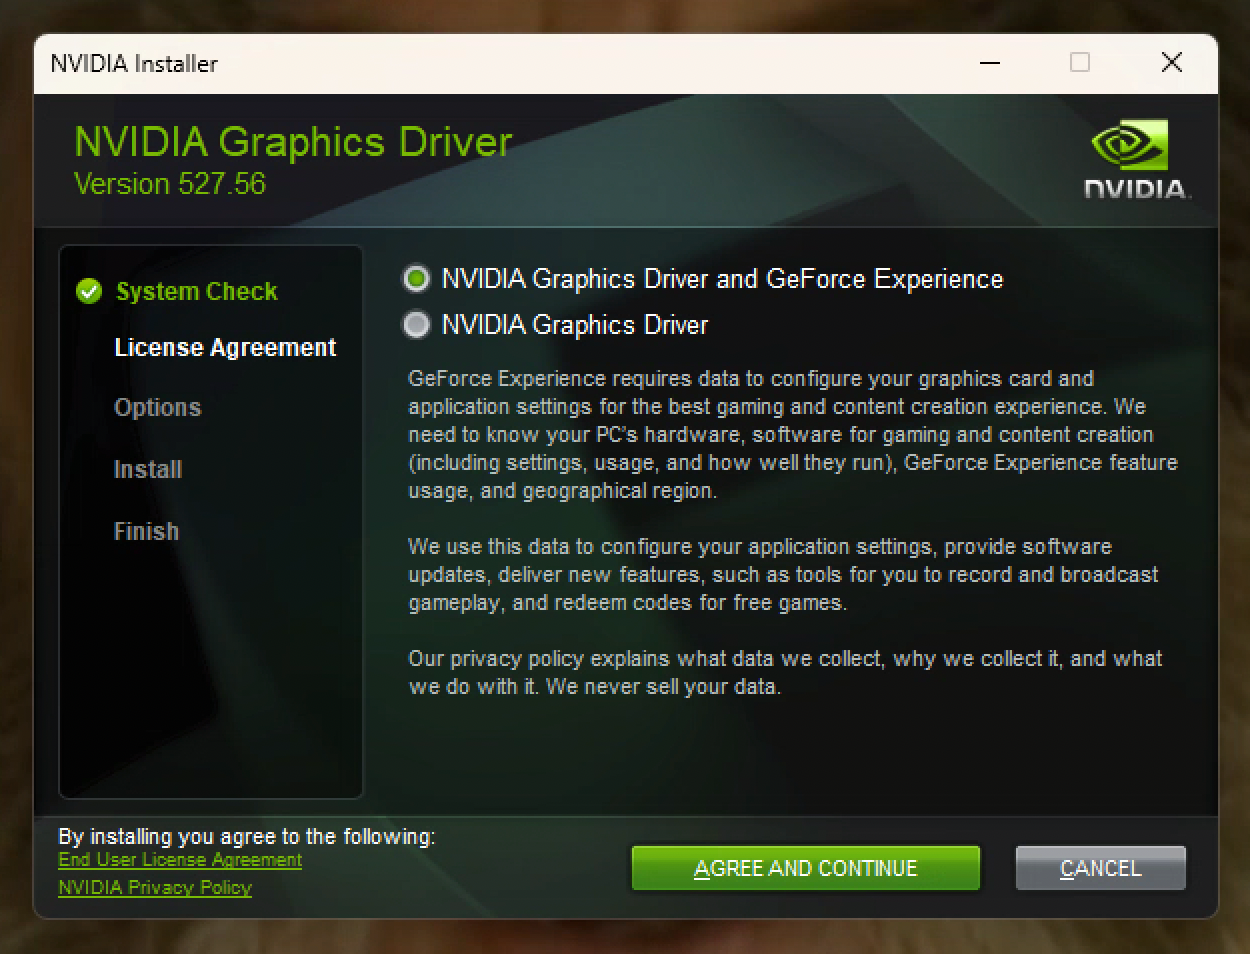 NVIDIA Installer
NVIDIA Graphics Driver
Version 527.56
NVIDIA
System Check
License Agreement
Options
Install
Finish
NVIDIA Graphics Driver and GeForce Experience
NVIDIA Graphics Driver
GeForce Experience requires data to configure your graphics card and
application settings for the best gaming and content creation experience. We
need to know your PC's hardware, software for gaming and content creation
(including settings, usage, and how well they run), GeForce Experience feature
usage, and geographical region.
We use this data to configure your application settings, provide software
updates, deliver new features, such as tools for you to record and broadcast
gameplay, and redeem codes for free games.
Our privacy policy explains what data we collect, why we collect it, and what
we do with it. We never sell your data.
By installing you agree to the following:
End User License Agreement
NVIDIA Privacy Policy
AGREE AND CONTINUE
CANCEL